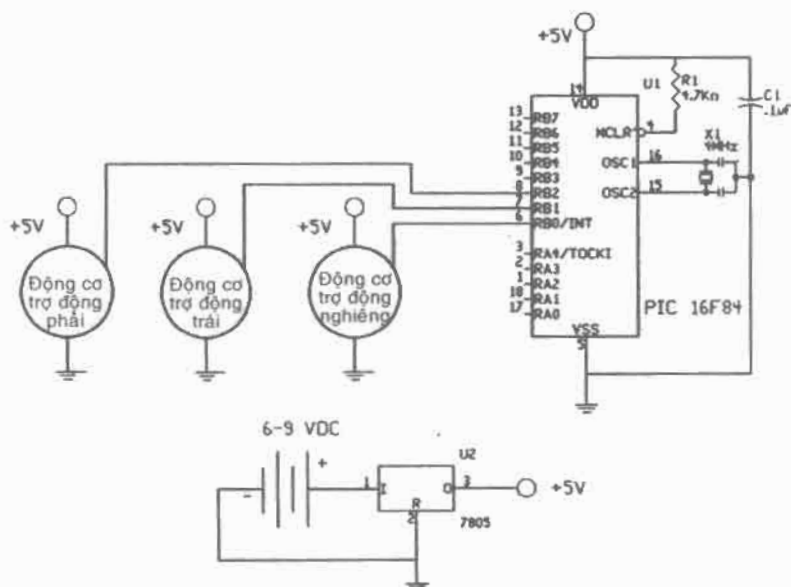 +5V
U1
R1
4.7KΩ
C1
.1uF
14
VDD
13 RB7
12 RB6
11 RB5
10 RB4
9 RB3
8 RB2
7 RB1
6 RB0/INT
MCLR 4
X1
4MHz
OSC1 16
OSC2 15
3 RA4/TOCKI
2 RA3
1 RA2
18 RA1
17 RA0
VSS
5
PIC 16F84
+5V
+5V
+5V
Động cơ
trợ động
phải
Động cơ
trợ động
trái
Động cơ
trợ động
nghiêng
6-9 VDC
- +
U2
1 I
O 3
R
2
7805
+5V